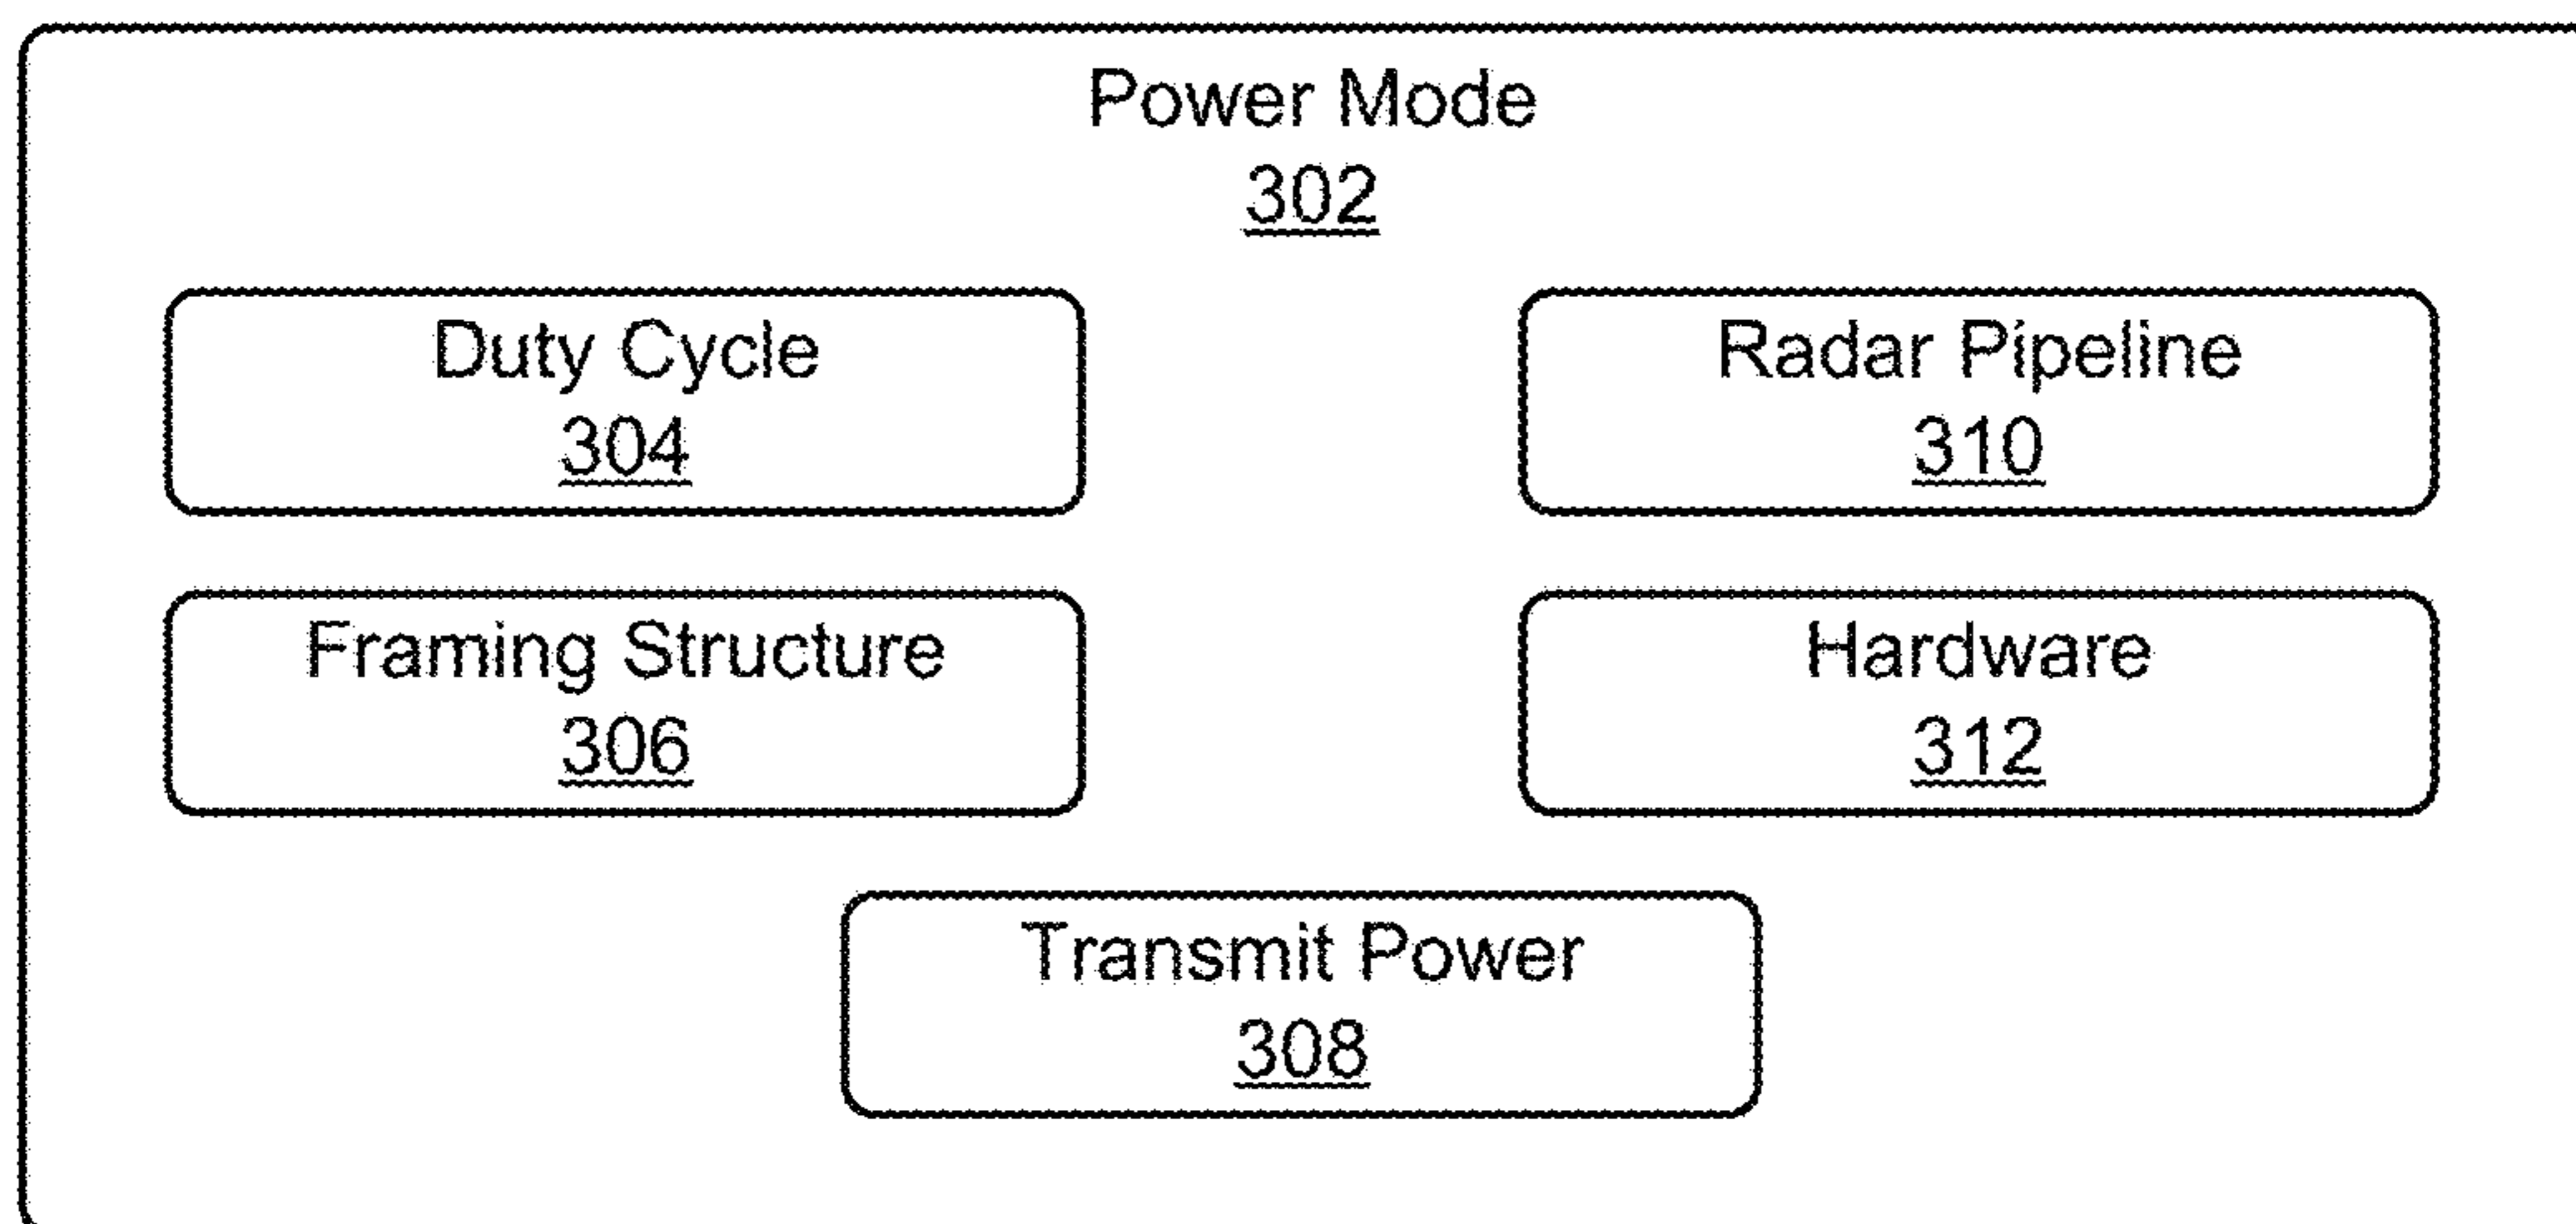 Power Mode
302
Duty Cycle
304
Radar Pipeline
310
Framing Structure
306
Hardware
312
Transmit Power
308